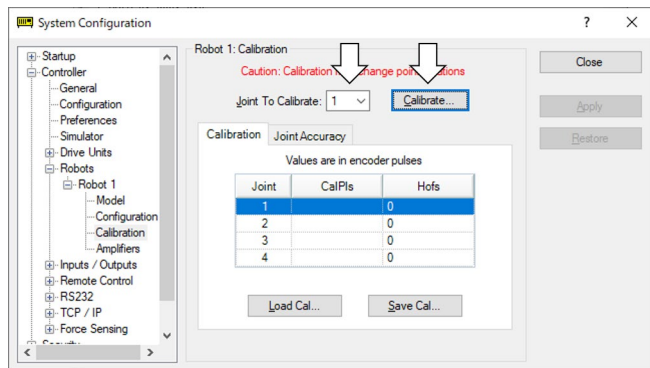 System Configuration
? ×
Startup
Controller
General
Configuration
Preferences
Simulator
Drive Units
Robots
Robot 1
Model
Configuration
Calibration
Amplifiers
Inputs / Outputs
Remote Control
RS232
TCP / IP
Force Sensing
Robot 1: Calibration
Caution: Calibration
Joint To Calibrate: 1
Calibrate...
Calibration Joint Accuracy
Values are in encoder pulses
Joint CalPls Hofs
1 0
2 0
3 0
4 0
Load Cal... Save Cal...
Close
Apply
Restore